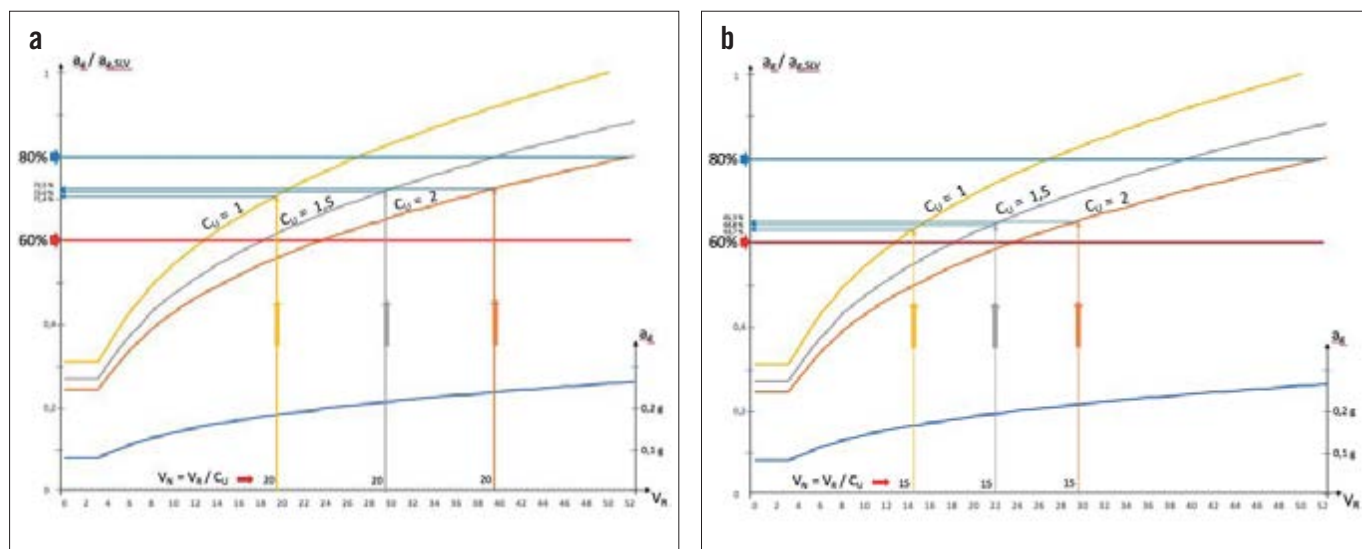 a
a_g / a_g,SLV
1
80%
60%
C_U = 1
C_U = 1,5
C_U = 2
0,4
0,2
0
a_g
0,2 g
0,1 g
V_N = V_R / C_U
20
20
20
0 2 4 6 8 10 12 14 16 18 20 22 24 26 28 30 32 34 36 38 40 42 44 46 48 50 52
V_R
b
a_g / a_g,SLV
1
80%
60%
C_U = 1
C_U = 1,5
C_U = 2
0,4
0,2
0
a_g
0,2 g
0,1 g
V_N = V_R / C_U
15
15
15
0 2 4 6 8 10 12 14 16 18 20 22 24 26 28 30 32 34 36 38 40 42 44 46 48 50 52
V_R